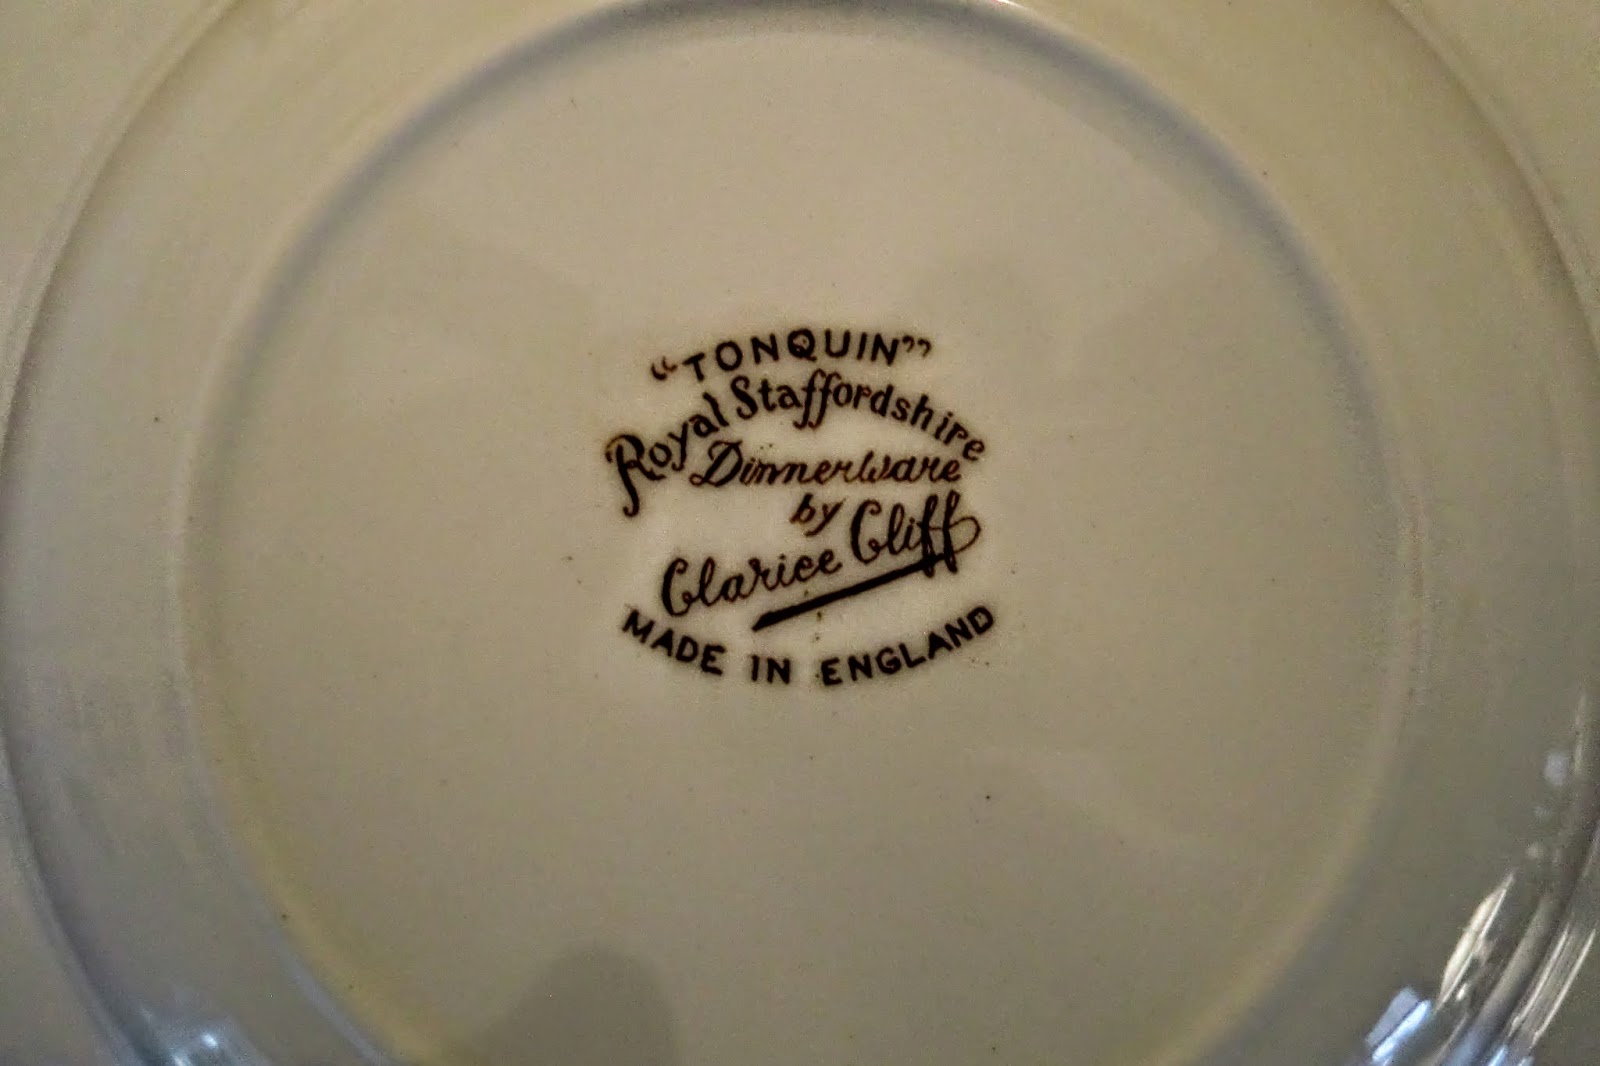 “TONQUIN”
Royal Staffordshire
Dinnerware
by
Clarice Cliff
MADE IN ENGLAND